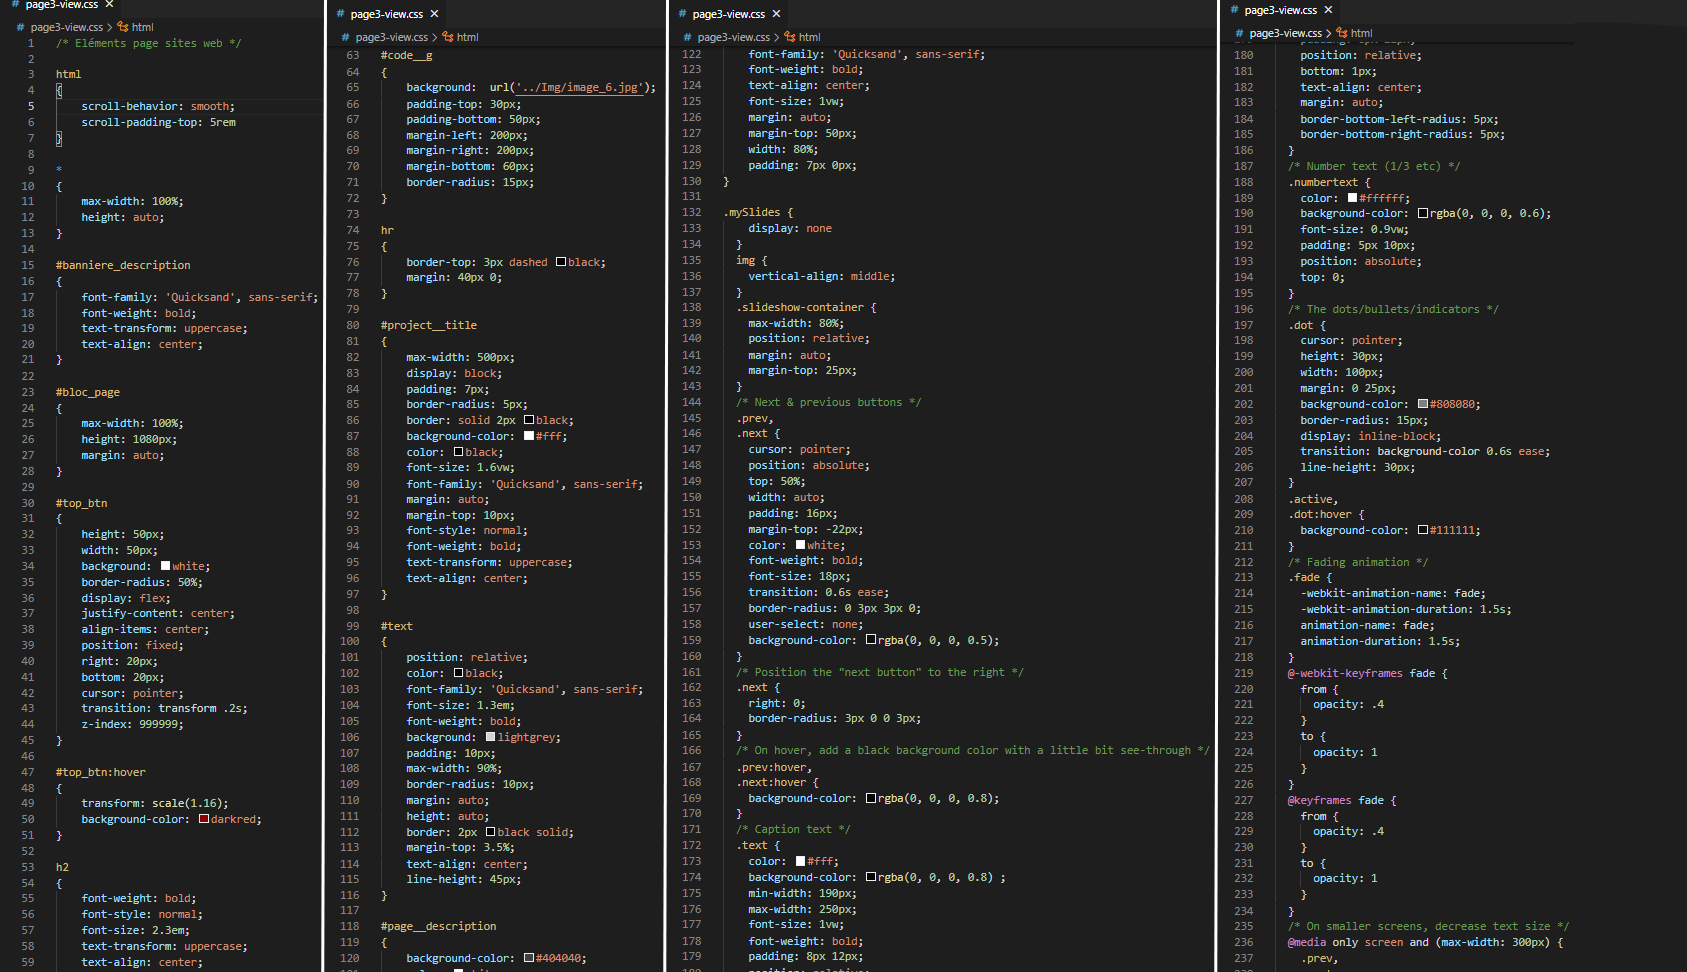 page3-view.css ×
# page3-view.css > html
1 /* Eléments page sites web */
2
3 html
4 {
5 scroll-behavior: smooth;
6 scroll-padding-top: 5rem
7 }
8
9 *
10 {
11 max-width: 100%;
12 height: auto;
13 }
14
15 #banniere_description
16 {
17 font-family: 'Quicksand', sans-serif;
18 font-weight: bold;
19 text-transform: uppercase;
20 text-align: center;
21 }
22
23 #bloc_page
24 {
25 max-width: 100%;
26 height: 1080px;
27 margin: auto;
28 }
29
30 #top_btn
31 {
32 height: 50px;
33 width: 50px;
34 background: white;
35 border-radius: 50%;
36 display: flex;
37 justify-content: center;
38 align-items: center;
39 position: fixed;
40 right: 20px;
41 bottom: 20px;
42 cursor: pointer;
43 transition: transform .2s;
44 z-index: 999999;
45 }
46
47 #top_btn:hover
48 {
49 transform: scale(1.16);
50 background-color: darkred;
51 }
52
53 h2
54 {
55 font-weight: bold;
56 font-style: normal;
57 font-size: 2.3em;
58 text-transform: uppercase;
59 text-align: center;
# page3-view.css ×
# page3-view.css > html
63 #code__g
64 {
65 background: url('../Img/image_6.jpg');
66 padding-top: 30px;
67 padding-bottom: 50px;
68 margin-left: 200px;
69 margin-right: 200px;
70 margin-bottom: 60px;
71 border-radius: 15px;
72 }
73
74 hr
75 {
76 border-top: 3px dashed black;
77 margin: 40px 0;
78 }
79
80 #project__title
81 {
82 max-width: 500px;
83 display: block;
84 padding: 7px;
85 border-radius: 5px;
86 border: solid 2px black;
87 background-color: #fff;
88 color: black;
89 font-size: 1.6vw;
90 font-family: 'Quicksand', sans-serif;
91 margin: auto;
92 margin-top: 10px;
93 font-style: normal;
94 font-weight: bold;
95 text-transform: uppercase;
96 text-align: center;
97 }
98
99 #text
100 {
101 position: relative;
102 color: black;
103 font-family: 'Quicksand', sans-serif;
104 font-size: 1.3em;
105 font-weight: bold;
106 background: lightgrey;
107 padding: 10px;
108 max-width: 90%;
109 border-radius: 10px;
110 margin: auto;
111 height: auto;
112 border: 2px black solid;
113 margin-top: 3.5%;
114 text-align: center;
115 line-height: 45px;
116 }
117
118 #page__description
119 {
120 background-color: #404040;
# page3-view.css ×
# page3-view.css > html
122 font-family: 'Quicksand', sans-serif;
123 font-weight: bold;
124 text-align: center;
125 font-size: 1vw;
126 margin: auto;
127 margin-top: 50px;
128 width: 80%;
129 padding: 7px 0px;
130 }
131
132 .mySlides {
133 display: none
134 }
135 img {
136 vertical-align: middle;
137 }
138 .slideshow-container {
139 max-width: 80%;
140 position: relative;
141 margin: auto;
142 margin-top: 25px;
143 }
144 /* Next & previous buttons */
145 .prev,
146 .next {
147 cursor: pointer;
148 position: absolute;
149 top: 50%;
150 width: auto;
151 padding: 16px;
152 margin-top: -22px;
153 color: white;
154 font-weight: bold;
155 font-size: 18px;
156 transition: 0.6s ease;
157 border-radius: 0 3px 3px 0;
158 user-select: none;
159 background-color: rgba(0, 0, 0, 0.5);
160 }
161 /* Position the "next button" to the right */
162 .next {
163 right: 0;
164 border-radius: 3px 0 0 3px;
165 }
166 /* On hover, add a black background color with a little bit see-through */
167 .prev:hover,
168 .next:hover {
169 background-color: rgba(0, 0, 0, 0.8);
170 }
171 /* Caption text */
172 .text {
173 color: #fff;
174 background-color: rgba(0, 0, 0, 0.8) ;
175 min-width: 190px;
176 max-width: 250px;
177 font-size: 1vw;
178 font-weight: bold;
179 padding: 8px 12px;
# page3-view.css ×
# page3-view.css > html
180 position: relative;
181 bottom: 1px;
182 text-align: center;
183 margin: auto;
184 border-bottom-left-radius: 5px;
185 border-bottom-right-radius: 5px;
186 }
187 /* Number text (1/3 etc) */
188 .numbertext {
189 color: #ffffff;
190 background-color: rgba(0, 0, 0, 0.6);
191 font-size: 0.9vw;
192 padding: 5px 10px;
193 position: absolute;
194 top: 0;
195 }
196 /* The dots/bullets/indicators */
197 .dot {
198 cursor: pointer;
199 height: 30px;
200 width: 100px;
201 margin: 0 25px;
202 background-color: #808080;
203 border-radius: 15px;
204 display: inline-block;
205 transition: background-color 0.6s ease;
206 line-height: 30px;
207 }
208 .active,
209 .dot:hover {
210 background-color: #111111;
211 }
212 /* Fading animation */
213 .fade {
214 -webkit-animation-name: fade;
215 -webkit-animation-duration: 1.5s;
216 animation-name: fade;
217 animation-duration: 1.5s;
218 }
219 @-webkit-keyframes fade {
220 from {
221 opacity: .4
222 }
223 to {
224 opacity: 1
225 }
226 }
227 @keyframes fade {
228 from {
229 opacity: .4
230 }
231 to {
232 opacity: 1
233 }
234 }
235 /* On smaller screens, decrease text size */
236 @media only screen and (max-width: 300px) {
237 .prev,